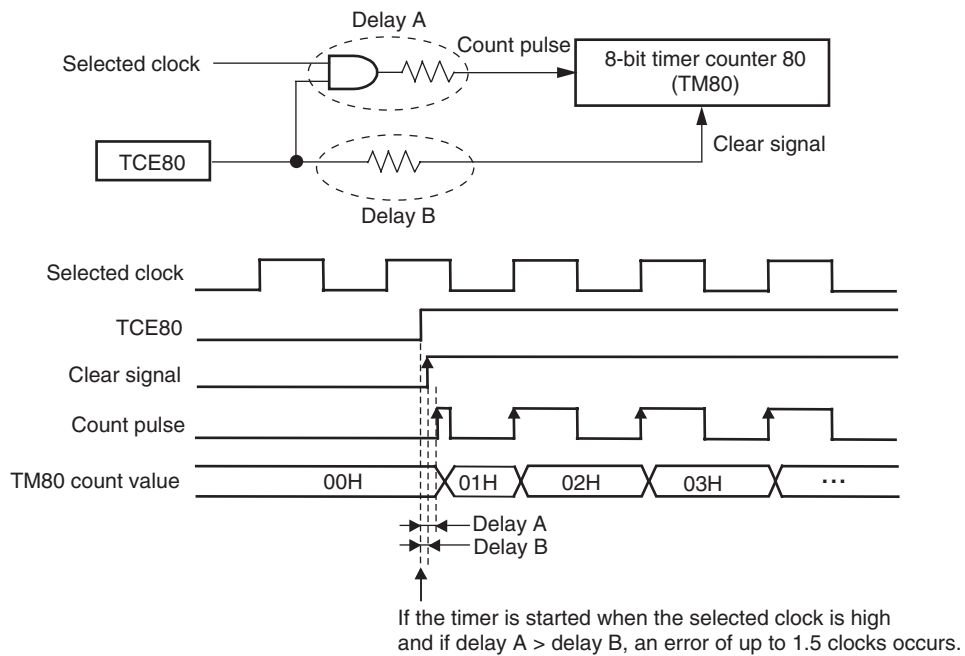 Delay A
Count pulse
Selected clock
8-bit timer counter 80
(TM80)
Clear signal
TCE80
Delay B
Selected clock
TCE80
Clear signal
Count pulse
TM80 count value
00H
01H
02H
03H
...
Delay A
Delay B
If the timer is started when the selected clock is high
and if delay A > delay B, an error of up to 1.5 clocks occurs.